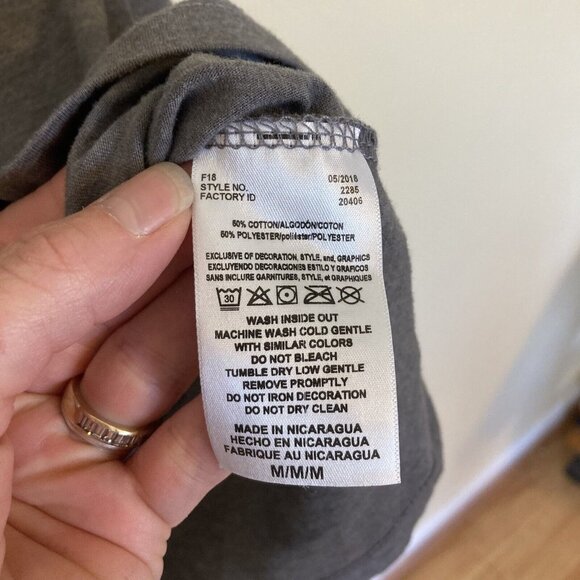 F18 05/2018
STYLE NO. 2285
FACTORY ID 20406
50% COTTON/ALGODÓN/COTON
50% POLYESTER/poliéster/POLYESTER
EXCLUSIVE OF DECORATION, STYLE, and, GRAPHICS
EXCLUYENDO DECORACIONES ESTILO Y GRAFICOS
SANS INCLURE GARNITURES, STYLE, et GRAPHIQUES
30
WASH INSIDE OUT
MACHINE WASH COLD GENTLE
WITH SIMILAR COLORS
DO NOT BLEACH
TUMBLE DRY LOW GENTLE
REMOVE PROMPTLY
DO NOT IRON DECORATION
DO NOT DRY CLEAN
MADE IN NICARAGUA
HECHO EN NICARAGUA
FABRIQUE AU NICARAGUA
M/M/M